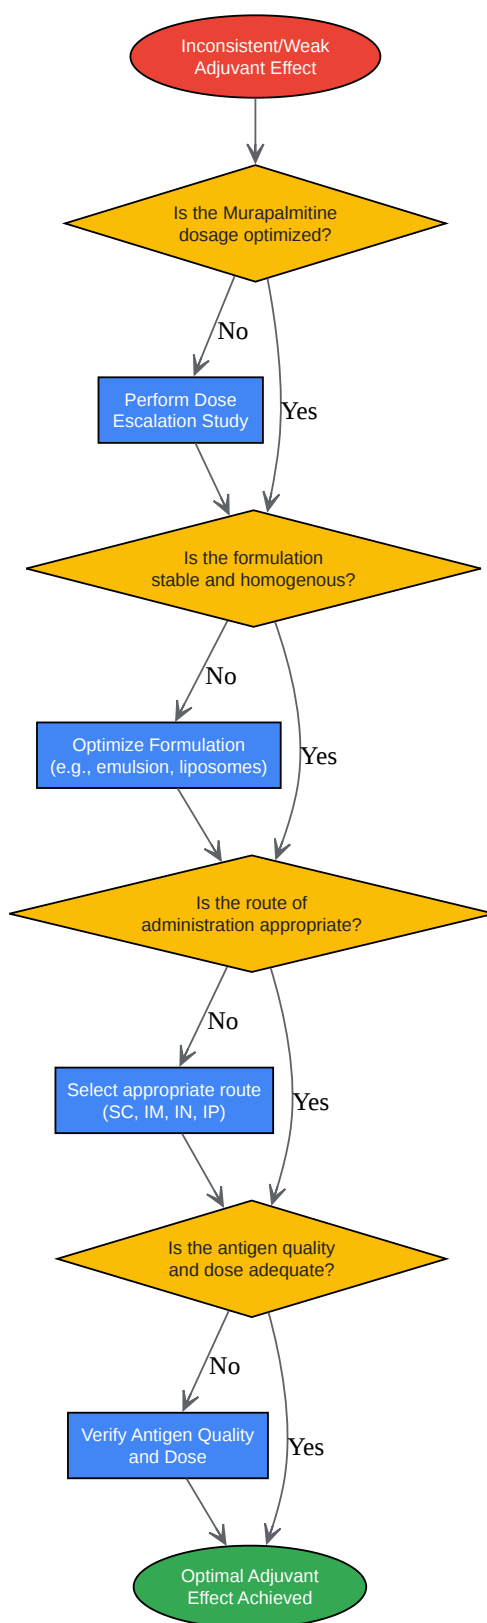 Inconsistent/Weak
Adjuvant Effect
Is the Murapalmitine
dosage optimized?
No
Yes
Perform Dose
Escalation Study
Is the formulation
stable and homogenous?
No
Yes
Optimize Formulation
(e.g., emulsion, liposomes)
Is the route of
administration appropriate?
No
Yes
Select appropriate route
(SC, IM, IN, IP)
Is the antigen quality
and dose adequate?
No
Yes
Verify Antigen Quality
and Dose
Optimal Adjuvant
Effect Achieved